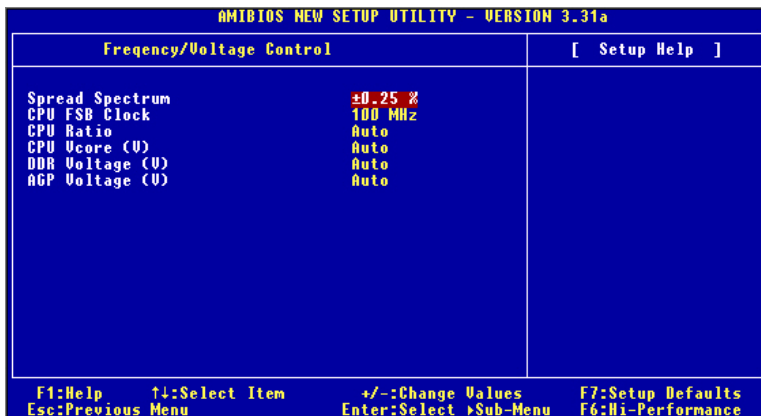 AMIBIOS NEW SETUP UTILITY - VERSION 3.31a
Freqency/Voltage Control
[ Setup Help ]
Spread Spectrum ±0.25 %
CPU FSB Clock 100 MHz
CPU Ratio Auto
CPU Vcore (V) Auto
DDR Voltage (V) Auto
AGP Voltage (V) Auto
F1:Help ↑↓:Select Item +/-:Change Values F7:Setup Defaults
Esc:Previous Menu Enter:Select ▸Sub-Menu F6:Hi-Performance